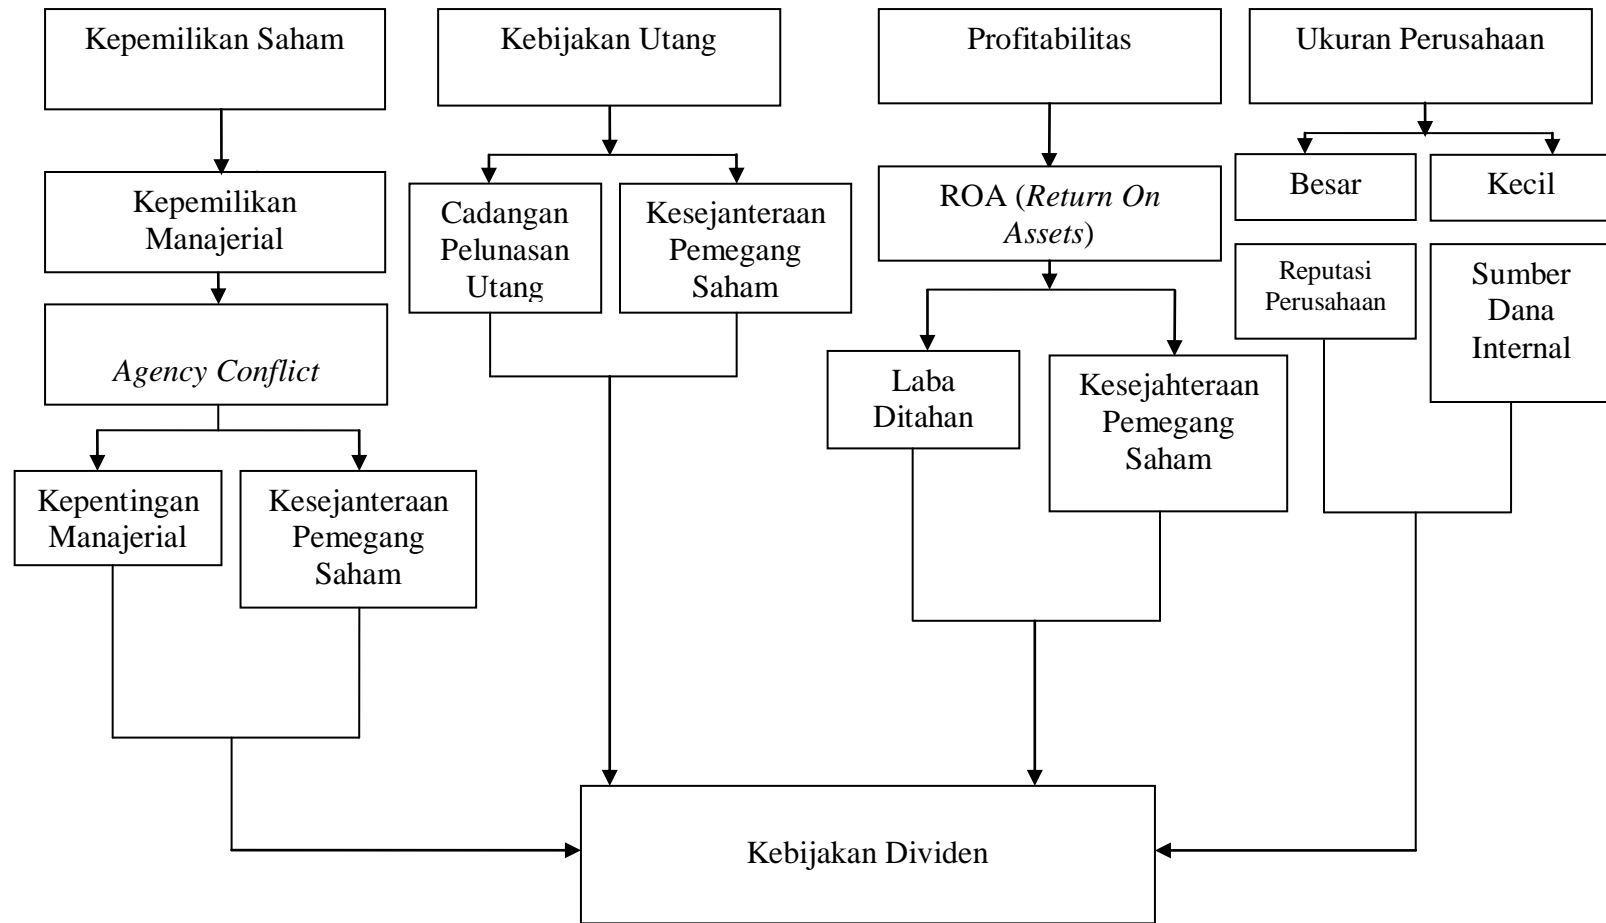 Kepemilikan Saham
Kebijakan Utang
Profitabilitas
Ukuran Perusahaan
Kepemilikan
Manajerial
Cadangan
Pelunasan
Utang
Kesejanteraan
Pemegang
Saham
ROA (Return On
Assets)
Besar
Kecil
Reputasi
Perusahaan
Sumber
Dana
Internal
Agency Conflict
Laba
Ditahan
Kesejahteraan
Pemegang
Saham
Kepentingan
Manajerial
Kesejanteraan
Pemegang
Saham
Kebijakan Dividen